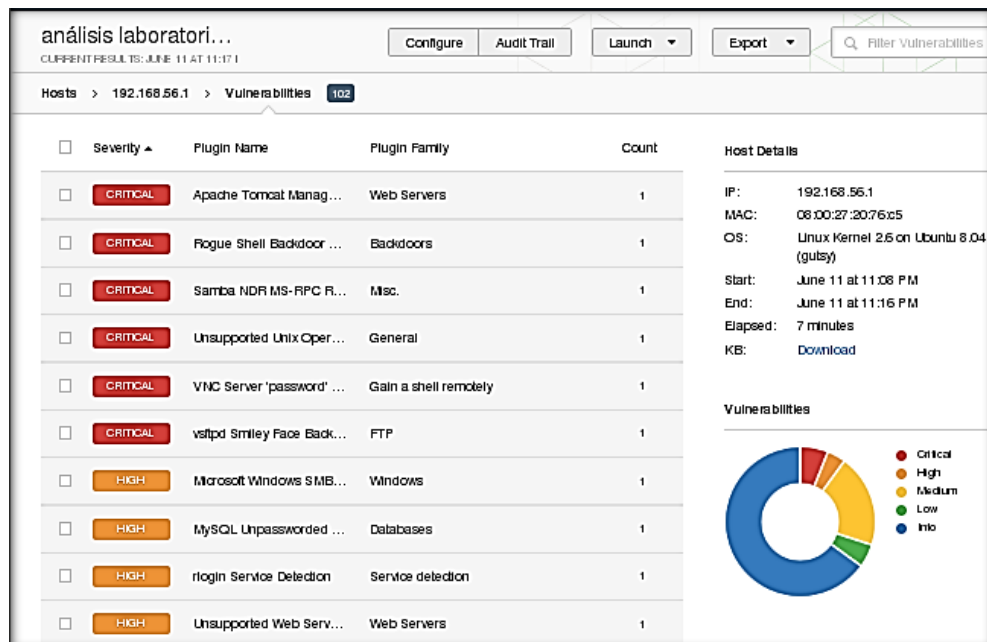 análisis laboratori...
Configure Audit Trail Launch Export Filter Vulnerabilities
CURRENT RESULTS: JUNE 11 AT 11:17
Hosts > 192.168.56.1 > Vulnerabilities 102
Severity Plugin Name Plugin Family Count
CRITICAL Apache Tomcat Manag... Web Servers 1
CRITICAL Rogue Shell Backdoor ... Backdoors 1
CRITICAL Samba NDR MS-RPC R... Misc. 1
CRITICAL Unsupported Unix Oper... General 1
CRITICAL VNC Server 'password' ... Gain a shell remotely 1
CRITICAL vsftpd Smiley Face Back... FTP 1
HIGH Microsoft Windows SMB... Windows 1
HIGH MySQL Unpassworded ... Databases 1
HIGH rlogin Service Detection Service detection 1
HIGH Unsupported Web Serv... Web Servers 1
Host Details
IP: 192.168.56.1
MAC: 08:00:27:20:76:c5
OS: Linux Kernel 2.6 on Ubuntu 8.04
(gutsy)
Start: June 11 at 11:08 PM
End: June 11 at 11:16 PM
Elapsed: 7 minutes
KB: Download
Vulnerabilities
Critical
High
Medium
Low
Info